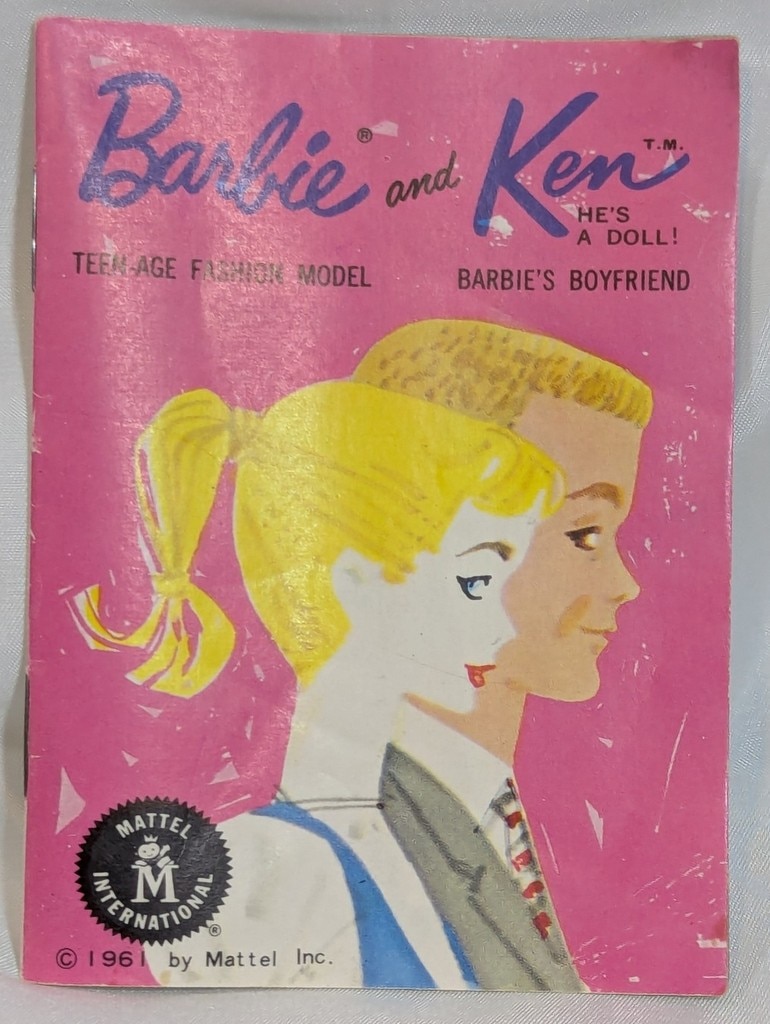 Barbie® and Ken T.M.
HE'S
A DOLL!
TEEN-AGE FASHION MODEL
BARBIE'S BOYFRIEND
MATTEL
M
INTERNATIONAL
®
© 1961 by Mattel Inc.